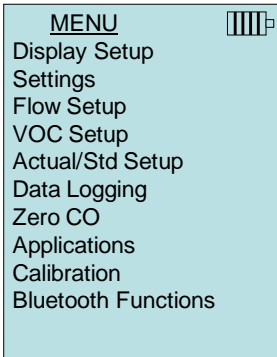 MENU
Display Setup
Settings
Flow Setup
VOC Setup
Actual/Std Setup
Data Logging
Zero CO
Applications
Calibration
Bluetooth Functions